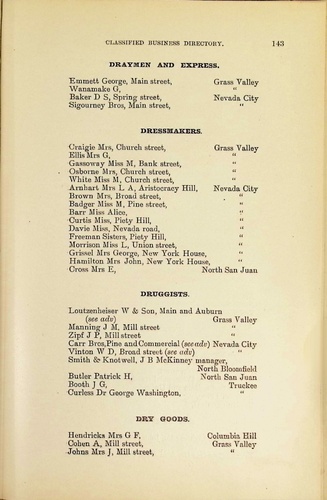 CLASSIFIED BUSINESS DIRECTORY. 143
DRAYMEN AND EXPRESS.
Emmett George, Main street, Grass Valley
Wanamake G, "
Baker D S, Spring street, Nevada City
Sigourney Bros, Main street, "
DRESSMAKERS.
Craigie Mrs, Church street, Grass Valley
Ellis Mrs G, "
Gassoway Miss M, Bank street, "
Osborne Mrs, Church street, "
White Miss M, Church street, "
Arnhart Mrs L A, Aristocracy Hill, Nevada City
Brown Mrs, Broad street, "
Badger Miss M, Pine street, "
Barr Miss Alice, "
Curtis Miss, Piety Hill, "
Davie Miss, Nevada road, "
Freeman Sisters, Piety Hill, "
Morrison Miss L, Union street, "
Grissel Mrs George, New York House, "
Hamilton Mrs John, New York House, "
Cross Mrs E, North San Juan
DRUGGISTS.
Loutzenheiser W & Son, Main and Auburn
(see adv) Grass Valley
Manning J M, Mill street "
Zipf J P, Mill street "
Carr Bros, Pine and Commercial (see adv) Nevada City
Vinton W D, Broad street (see adv) "
Smith & Knotwell, J B McKinney manager,
North Bloomfield
Butler Patrick H, North San Juan
Booth J G, Truckee
Curless Dr George Washington, "
DRY GOODS.
Hendricks Mrs G F, Columbia Hill
Cohen A, Mill street, Grass Valley
Johns Mrs J, Mill street, "